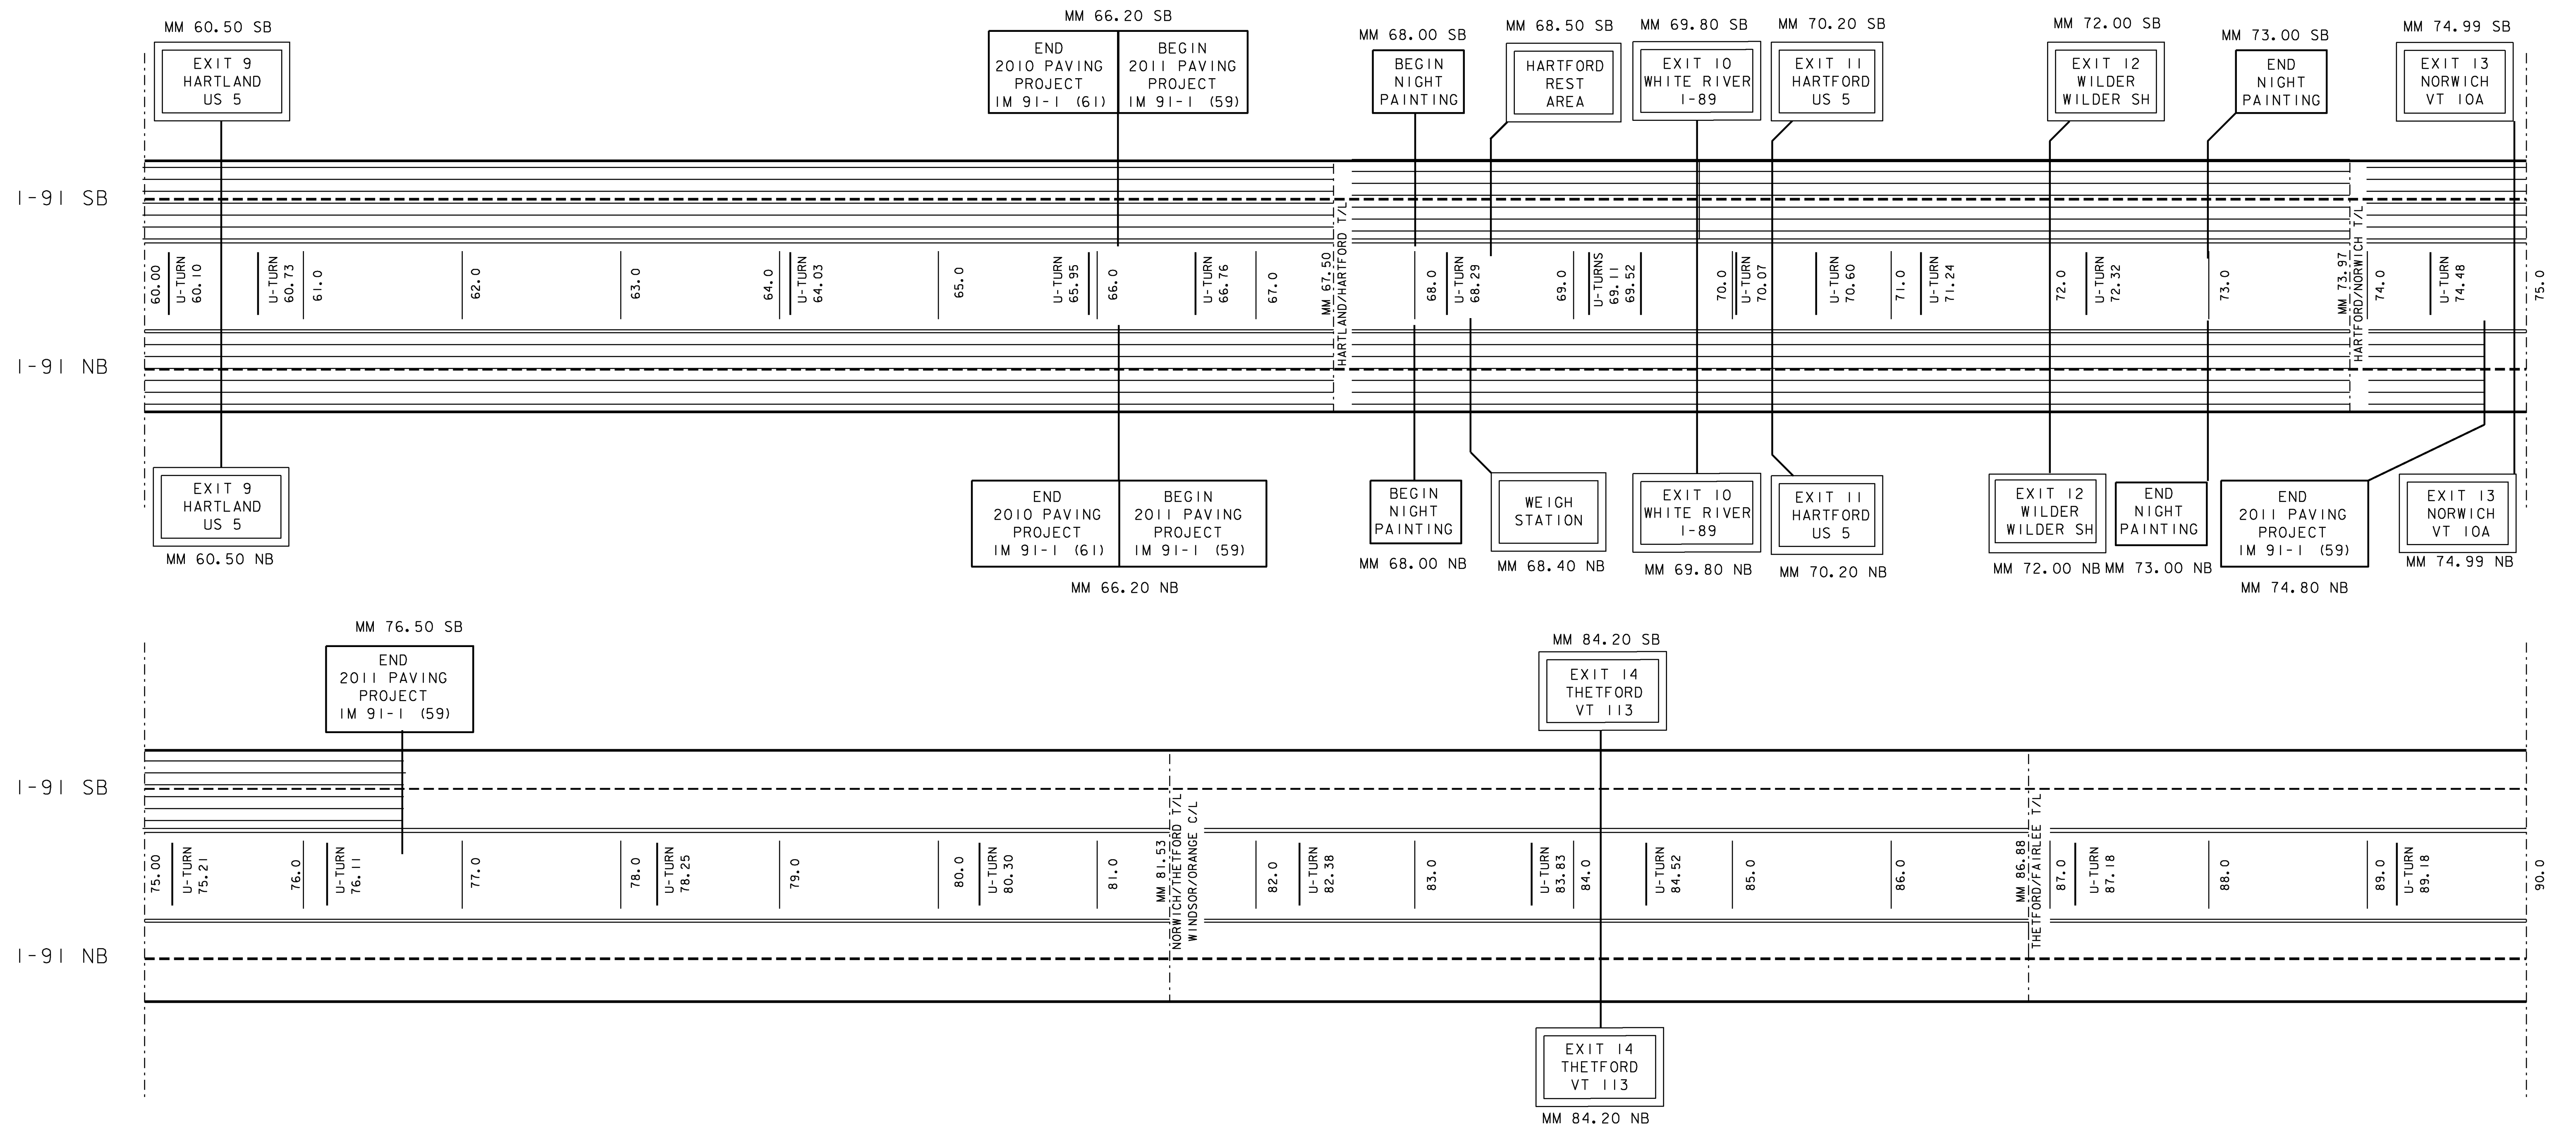 MM 60.50 SB
EXIT 9
HARTLAND
US 5
MM 66.20 SB
END
2010 PAVING
PROJECT
IM 91-1 (61)
BEGIN
2011 PAVING
PROJECT
IM 91-1 (59)
MM 68.00 SB
BEGIN
NIGHT
PAINTING
MM 68.50 SB
HARTFORD
REST
AREA
MM 69.80 SB
EXIT 10
WHITE RIVER
I-89
MM 70.20 SB
EXIT 11
HARTFORD
US 5
MM 72.00 SB
EXIT 12
WILDER
WILDER SH
MM 73.00 SB
END
NIGHT
PAINTING
MM 74.99 SB
EXIT 13
NORWICH
VT 10A
I-91 SB
60.00
U-TURN
60.10
U-TURN
60.73
61.0
62.0
63.0
64.0
U-TURN
64.03
65.0
U-TURN
65.95
66.0
U-TURN
66.76
67.0
MM 67.50
HARTLAND/HARTFORD T/L
68.0
U-TURN
68.29
69.0
U-TURNS
69.11
69.52
70.0
U-TURN
70.07
U-TURN
70.60
71.0
U-TURN
71.24
72.0
U-TURN
72.32
73.0
MM 73.97
HARTFORD/NORWICH T/L
74.0
U-TURN
74.48
75.0
I-91 NB
EXIT 9
HARTLAND
US 5
MM 60.50 NB
END
2010 PAVING
PROJECT
IM 91-1 (61)
BEGIN
2011 PAVING
PROJECT
IM 91-1 (59)
MM 66.20 NB
BEGIN
NIGHT
PAINTING
MM 68.00 NB
WEIGH
STATION
MM 68.40 NB
EXIT 10
WHITE RIVER
I-89
MM 69.80 NB
EXIT 11
HARTFORD
US 5
MM 70.20 NB
EXIT 12
WILDER
WILDER SH
MM 72.00 NB
END
NIGHT
PAINTING
MM 73.00 NB
END
2011 PAVING
PROJECT
IM 91-1 (59)
MM 74.80 NB
EXIT 13
NORWICH
VT 10A
MM 74.99 NB
MM 76.50 SB
END
2011 PAVING
PROJECT
IM 91-1 (59)
MM 84.20 SB
EXIT 14
THETFORD
VT 113
I-91 SB
75.00
U-TURN
75.21
76.0
U-TURN
76.11
77.0
78.0
U-TURN
78.25
79.0
80.0
U-TURN
80.30
81.0
MM 81.53
NORWICH/THETFORD T/L
WINDSOR/ORANGE C/L
82.0
U-TURN
82.38
83.0
U-TURN
83.83
84.0
U-TURN
84.52
85.0
86.0
MM 86.88
THETFORD/FAIRLEE T/L
87.0
U-TURN
87.18
88.0
89.0
U-TURN
89.18
90.0
I-91 NB
EXIT 14
THETFORD
VT 113
MM 84.20 NB